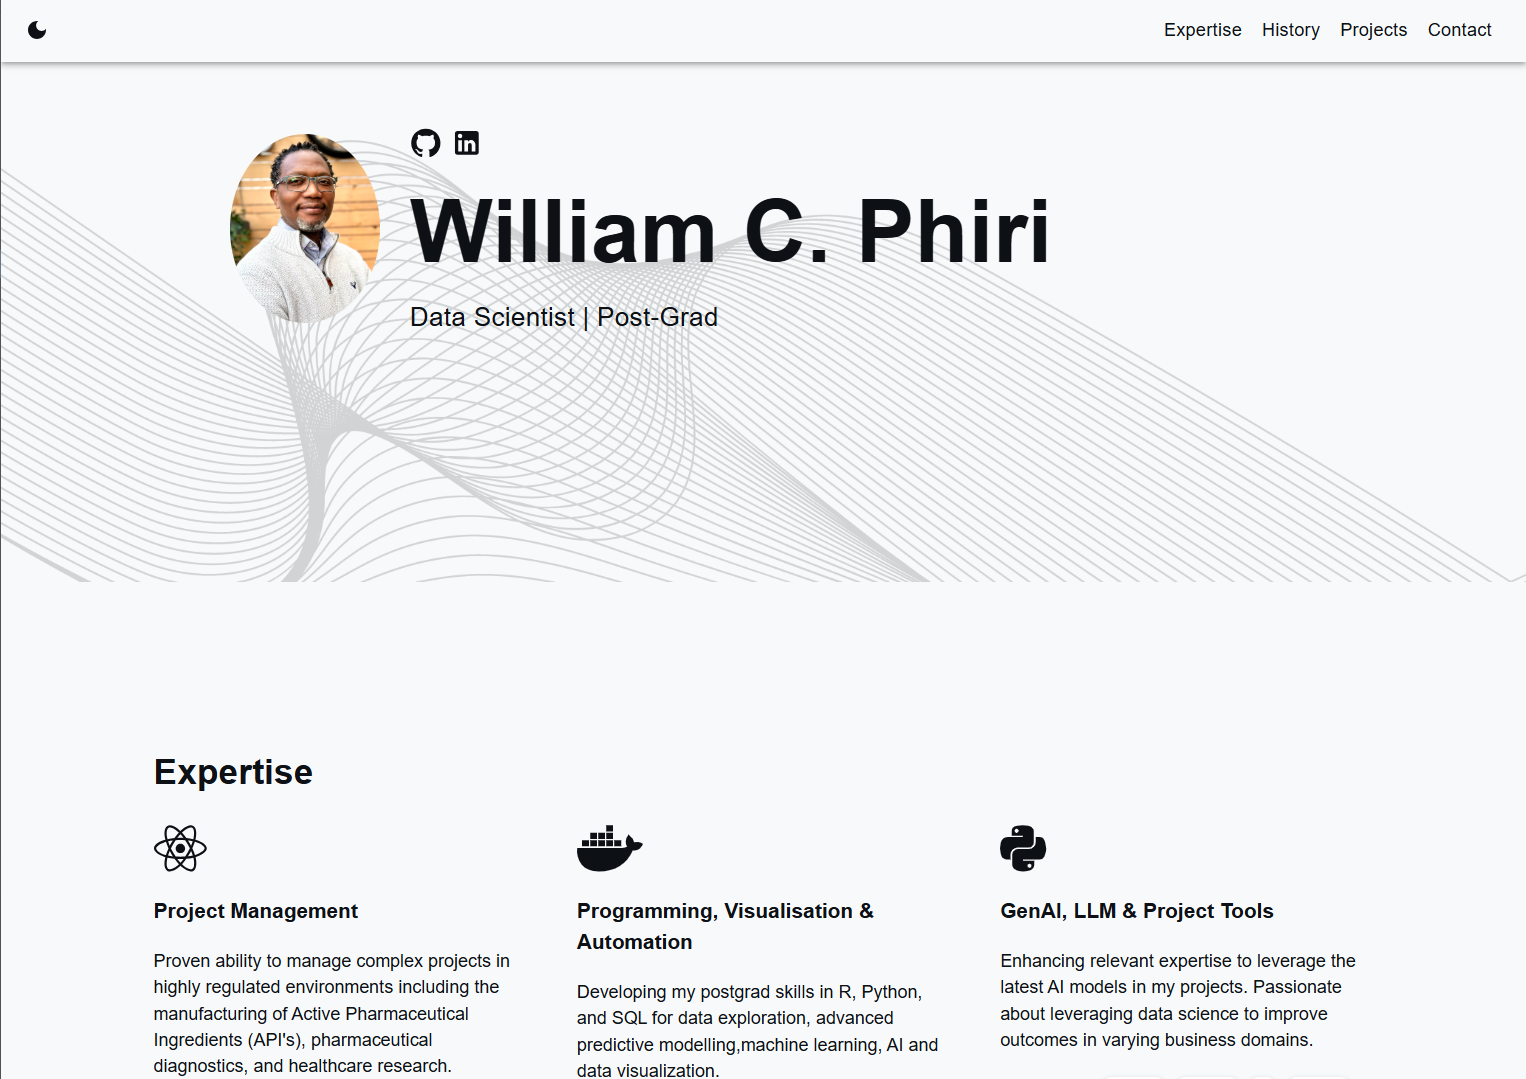 Expertise History Projects Contact
William C. Phiri
Data Scientist | Post-Grad
Expertise
Project Management
Proven ability to manage complex projects in
highly regulated environments including the
manufacturing of Active Pharmaceutical
Ingredients (API's), pharmaceutical
diagnostics, and healthcare research.
Programming, Visualisation &
Automation
Developing my postgrad skills in R, Python,
and SQL for data exploration, advanced
predictive modelling,machine learning, AI and
data visualization.
GenAI, LLM & Project Tools
Enhancing relevant expertise to leverage the
latest AI models in my projects. Passionate
about leveraging data science to improve
outcomes in varying business domains.